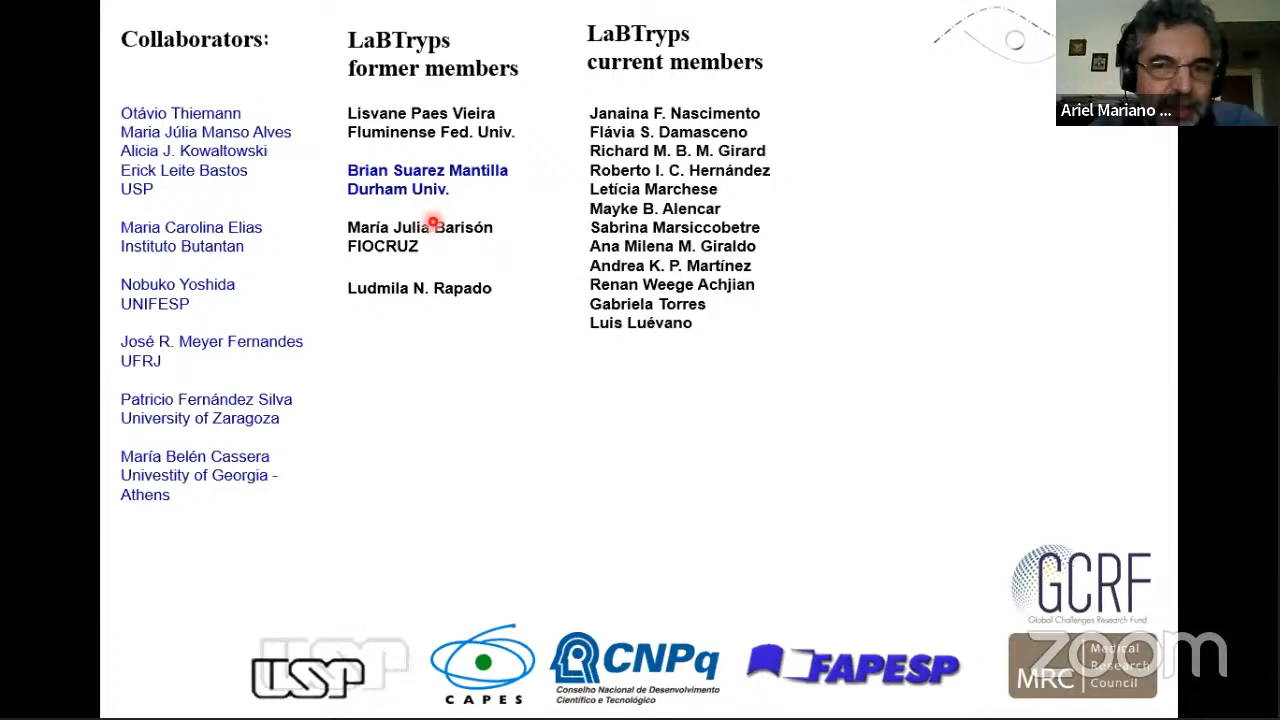 Collaborators:
Otávio Thiemann
Maria Júlia Manso Alves
Alicia J. Kowaltowski
Erick Leite Bastos
USP
Maria Carolina Elias
Instituto Butantan
Nobuko Yoshida
UNIFESP
José R. Meyer Fernandes
UFRJ
Patricio Fernández Silva
University of Zaragoza
María Belén Cassera
Univestity of Georgia -
Athens
LaBTryps
former members
Lisvane Paes Vieira
Fluminense Fed. Univ.
Brian Suarez Mantilla
Durham Univ.
María Julia Barisón
FIOCRUZ
Ludmila N. Rapado
LaBTryps
current members
Janaina F. Nascimento
Flávia S. Damasceno
Richard M. B. M. Girard
Roberto I. C. Hernández
Letícia Marchese
Mayke B. Alencar
Sabrina Marsiccobetre
Ana Milena M. Giraldo
Andrea K. P. Martínez
Renan Weege Achjian
Gabriela Torres
Luis Luévano
Ariel Mariano ...
GCRF
Global Challenges Research Fund
USP
CAPES
CNPq
Conselho Nacional de Desenvolvimento
Científico e Tecnológico
FAPESP
MRC
Medical
Research
Council
zoom